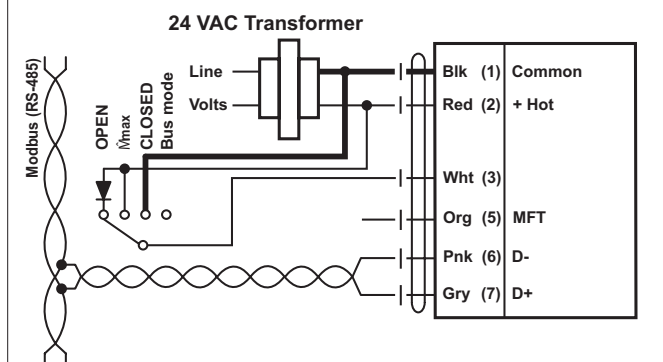 24 VAC Transformer
Modbus (RS-485)
Line
Volts
OPEN
V̇max
CLOSED
Bus mode
Blk (1) Common
Red (2) + Hot
Wht (3)
Org (5) MFT
Pnk (6) D-
Gry (7) D+